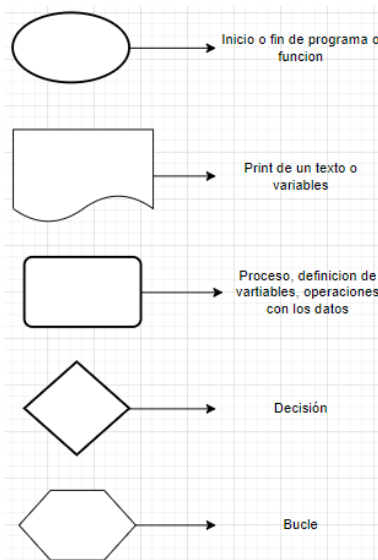 Inicio o fin de programa o
funcion
Print de un texto o
variables
Proceso, definicion de
vartiables, operaciones
con los datos
Decisión
Bucle